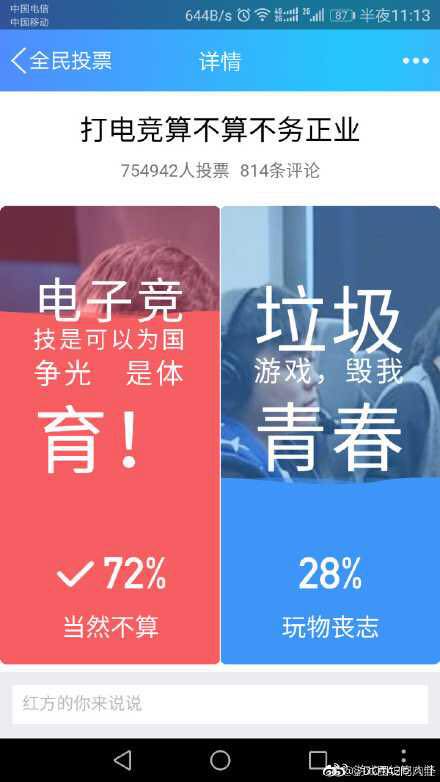 中国电信
中国移动
644B/s
4G
2G
2G
87
半夜11:13
全民投票
详情
打电竞算不算不务正业
754942人投票 814条评论
电子竞
技是可以为国
争光 是体
育！
垃圾
游戏，毁我
青春
72%
28%
当然不算
玩物丧志
红方的你来说说